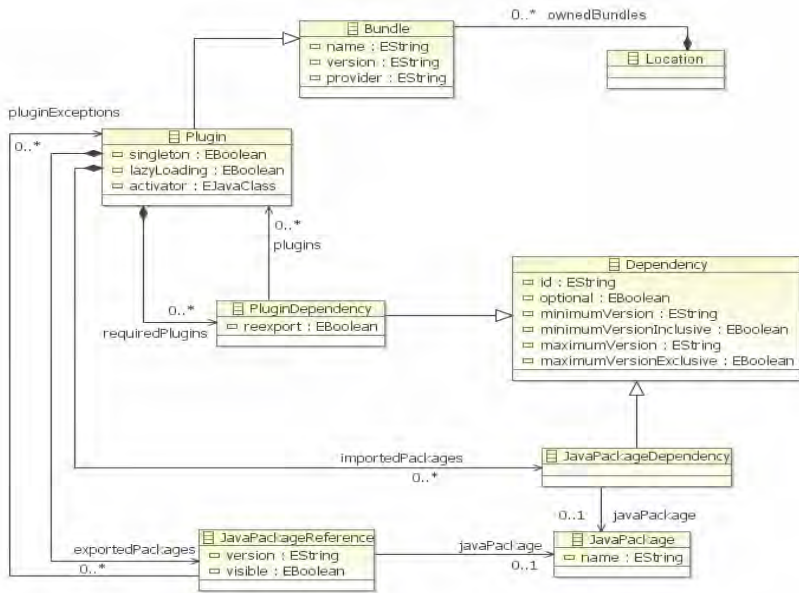 Bundle
name : EString
version : EString
provider : EString
0..* ownedBundles
Location
pluginExceptions
0..*
Plugin
singleton : EBoolean
lazyLoading : EBoolean
activator : EJavaClass
0..*
plugins
0..*
requiredPlugins
PluginDependency
reexport : EBoolean
Dependency
id : EString
optional : EBoolean
minimumVersion : EString
minimumVersionInclusive : EBoolean
maximumVersion : EString
maximumVersionExclusive : EBoolean
importedPackages
0..*
JavaPackageDependency
0..1 javaPackage
exportedPackages
0..*
JavaPackageReference
version : EString
visible : EBoolean
javaPackage
0..1
JavaPackage
name : EString